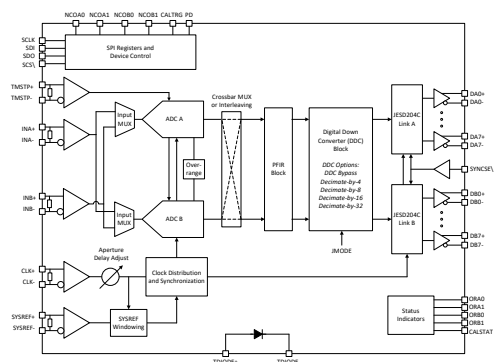 NCOA0 NCOA1 NCOB0 NCOB1 CALTRG PD
SCLK
SDI
SDO
SCS\
SPI Registers and
Device Control
TMSTP+
TMSTP-
INA+
INA-
INB+
INB-
Input
MUX
Input
MUX
ADC A
ADC B
Over-
range
Crossbar MUX
or Interleaving
PFIR
Block
Digital Down
Converter (DDC)
Block
DDC Options:
DDC Bypass
Decimate-by-4
Decimate-by-8
Decimate-by-16
Decimate-by-32
JMODE
JESD204C
Link A
JESD204C
Link B
DA0+
DA0-
DA7+
DA7-
SYNCSE\
DB0+
DB0-
DB7+
DB7-
CLK+
CLK-
Aperture
Delay Adjust
Clock Distribution
and Synchronization
SYSREF+
SYSREF-
SYSREF
Windowing
Status
Indicators
ORA0
ORA1
ORB0
ORB1
CALSTAT
TDIODE+ TDIODE-